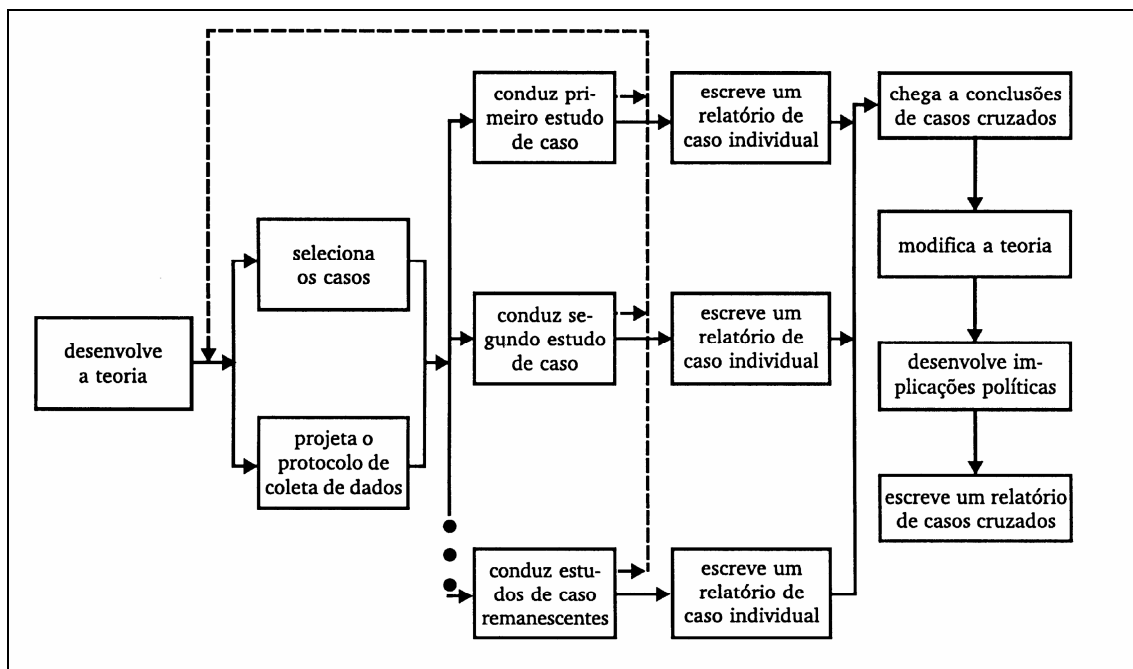 desenvolve
a teoria
seleciona
os casos
projeta o
protocolo de
coleta de dados
conduz pri-
meiro estudo
de caso
escreve um
relatório de
caso individual
conduz se-
gundo estudo
de caso
escreve um
relatório de
caso individual
conduz estu-
dos de caso
remanescentes
escreve um
relatório de
caso individual
chega a conclusões
de casos cruzados
modifica a teoria
desenvolve im-
plicações políticas
escreve um relatório
de casos cruzados